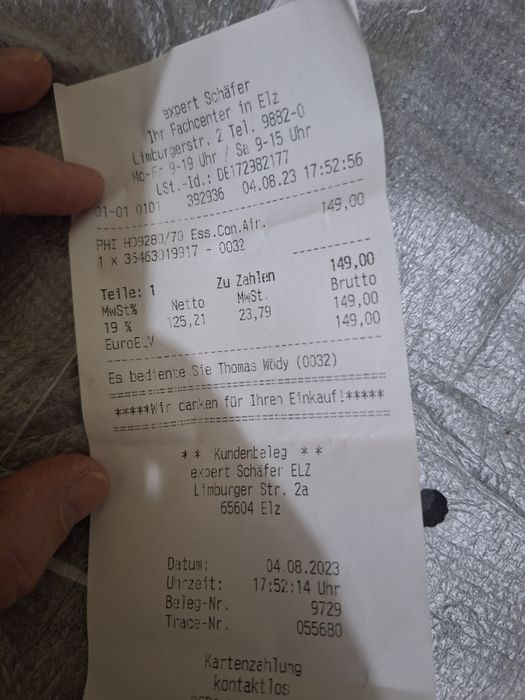 expert Schäfer
Ihr Fachcenter in Elz
Limburgerstr. 2 Tel. 9882-0
Mo-Fr 9-19 Uhr / Sa 9-15 Uhr
USt.-Id.: DE172982177
01-01 0101 392936 04.08.23 17:52:56
149,00
PHI HD9280/70 Ess.Con.Air.
1 x 35463019917 - 0032
Teile: 1 Zu Zahlen 149,00
MwSt% Netto MwSt. Brutto
19 % 125,21 23,79 149,00
EuroELV 149,00
Es bediente Sie Thomas Wödy (0032)
*****Wir danken für Ihren Einkauf!*****
* * Kundenbeleg * *
expert Schäfer ELZ
Limburger Str. 2a
65604 Elz
Datum: 04.08.2023
Uhrzeit: 17:52:14 Uhr
Beleg-Nr. 9729
Trace-Nr. 055680
Kartenzahlung
kontaktlos